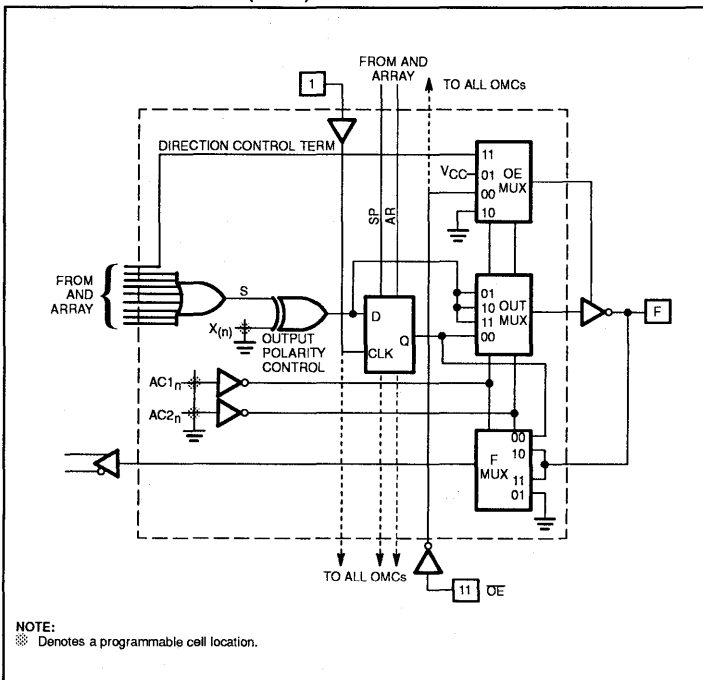 FROM AND
ARRAY
1
TO ALL OMCs
DIRECTION CONTROL TERM
11
VCC
01
OE
00
MUX
10
SP
AR
FROM
AND
ARRAY
S
X(n)
OUTPUT
POLARITY
CONTROL
D
Q
CLK
01
10
OUT
11
MUX
00
AC1n
AC2n
00
10
F
MUX
11
01
F
TO ALL OMCs
11
OE
NOTE:
Denotes a programmable cell location.